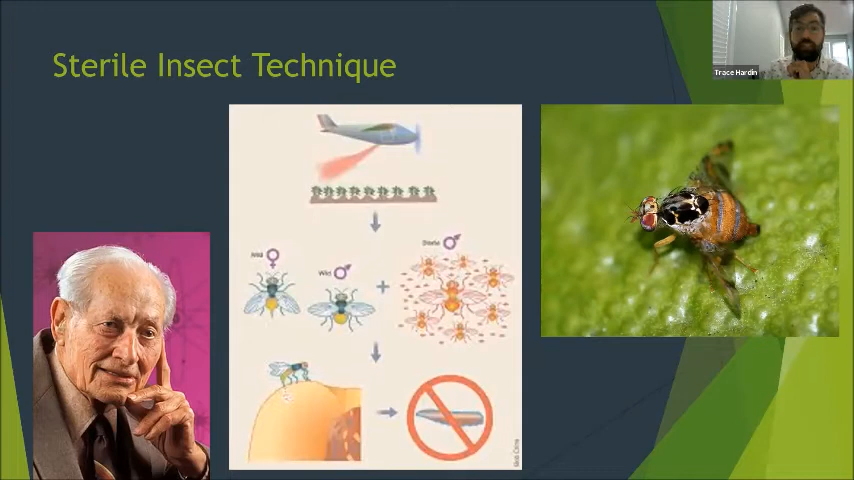 Sterile Insect Technique
Trace Hardin
Wild
Wild
Sterile